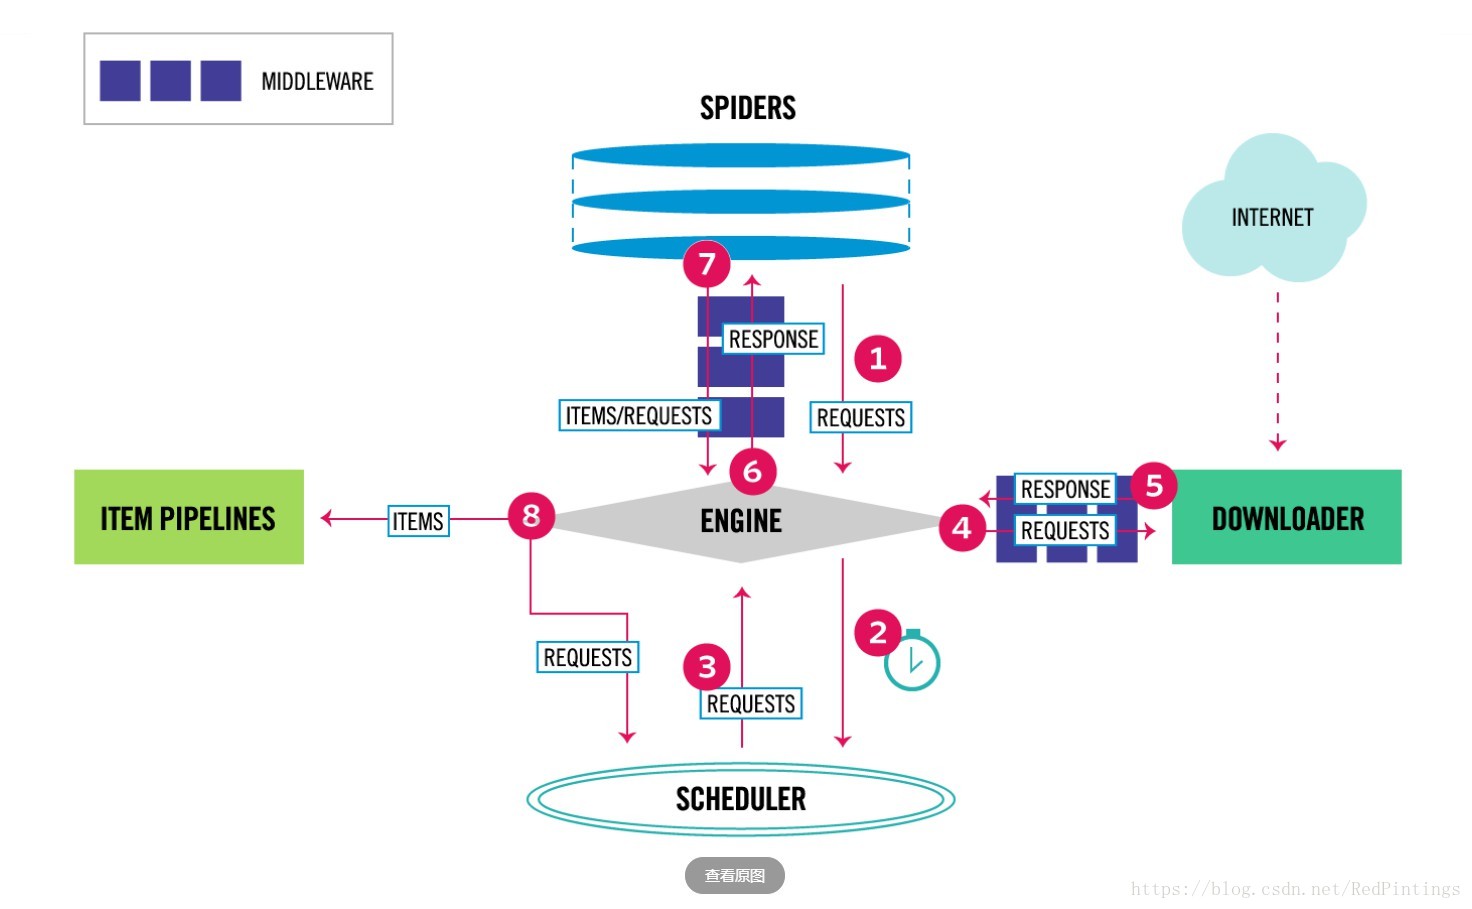 MIDDLEWARE
SPIDERS
INTERNET
7
RESPONSE
1
ITEMS/REQUESTS
REQUESTS
6
ITEM PIPELINES
ITEMS
8
ENGINE
4
RESPONSE
5
REQUESTS
DOWNLOADER
2
REQUESTS
3
REQUESTS
SCHEDULER
查看原图
https://blog.csdn.net/RedPintings